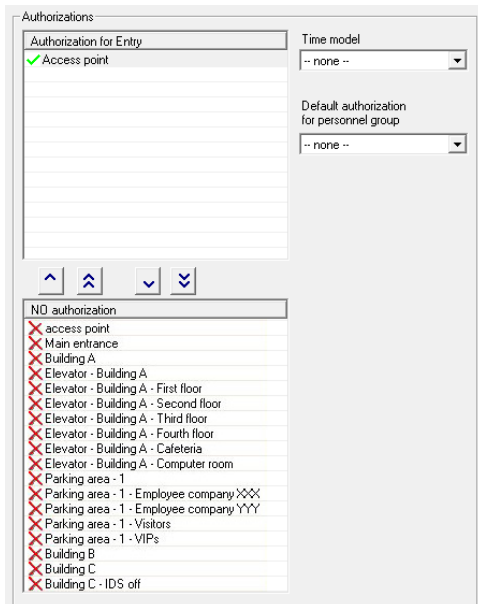 Authorizations
Authorization for Entry
Access point
Time model
-- none --
Default authorization
for personnel group
-- none --
NO authorization
access point
Main entrance
Building A
Elevator - Building A
Elevator - Building A - First floor
Elevator - Building A - Second floor
Elevator - Building A - Third floor
Elevator - Building A - Fourth floor
Elevator - Building A - Cafeteria
Elevator - Building A - Computer room
Parking area - 1
Parking area - 1 - Employee company XXX
Parking area - 1 - Employee company YYY
Parking area - 1 - Visitors
Parking area - 1 - VIPs
Building B
Building C
Building C - IDS off